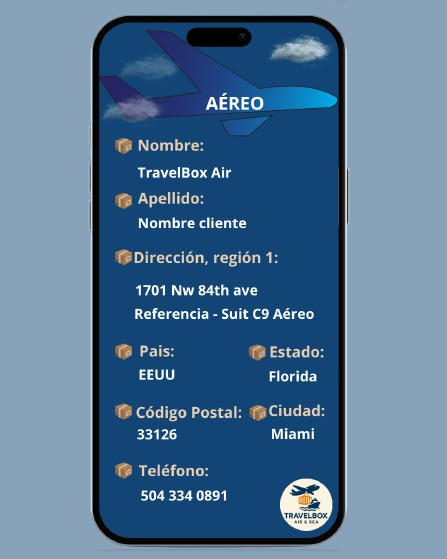 AÉREO
Nombre:
TravelBox Air
Apellido:
Nombre cliente
Dirección, región 1:
1701 Nw 84th ave
Referencia - Suit C9 Aéreo
Pais: Estado:
EEUU Florida
Código Postal: Ciudad:
33126 Miami
Teléfono:
504 334 0891
TRAVELBOX
AIR & SEA